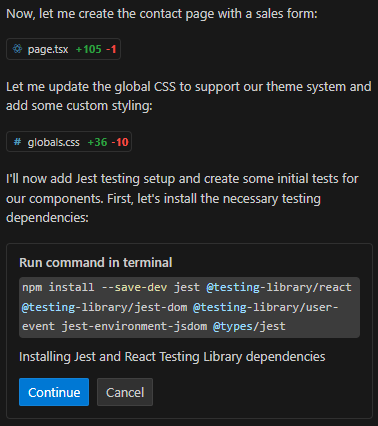 Now, let me create the contact page with a sales form:
page.tsx +105 -1
Let me update the global CSS to support our theme system and
add some custom styling:
# globals.css +36 -10
I'll now add Jest testing setup and create some initial tests for
our components. First, let's install the necessary testing
dependencies:
Run command in terminal
npm install --save-dev jest @testing-library/react
@testing-library/jest-dom @testing-library/user-
event jest-environment-jsdom @types/jest
Installing Jest and React Testing Library dependencies
Continue Cancel